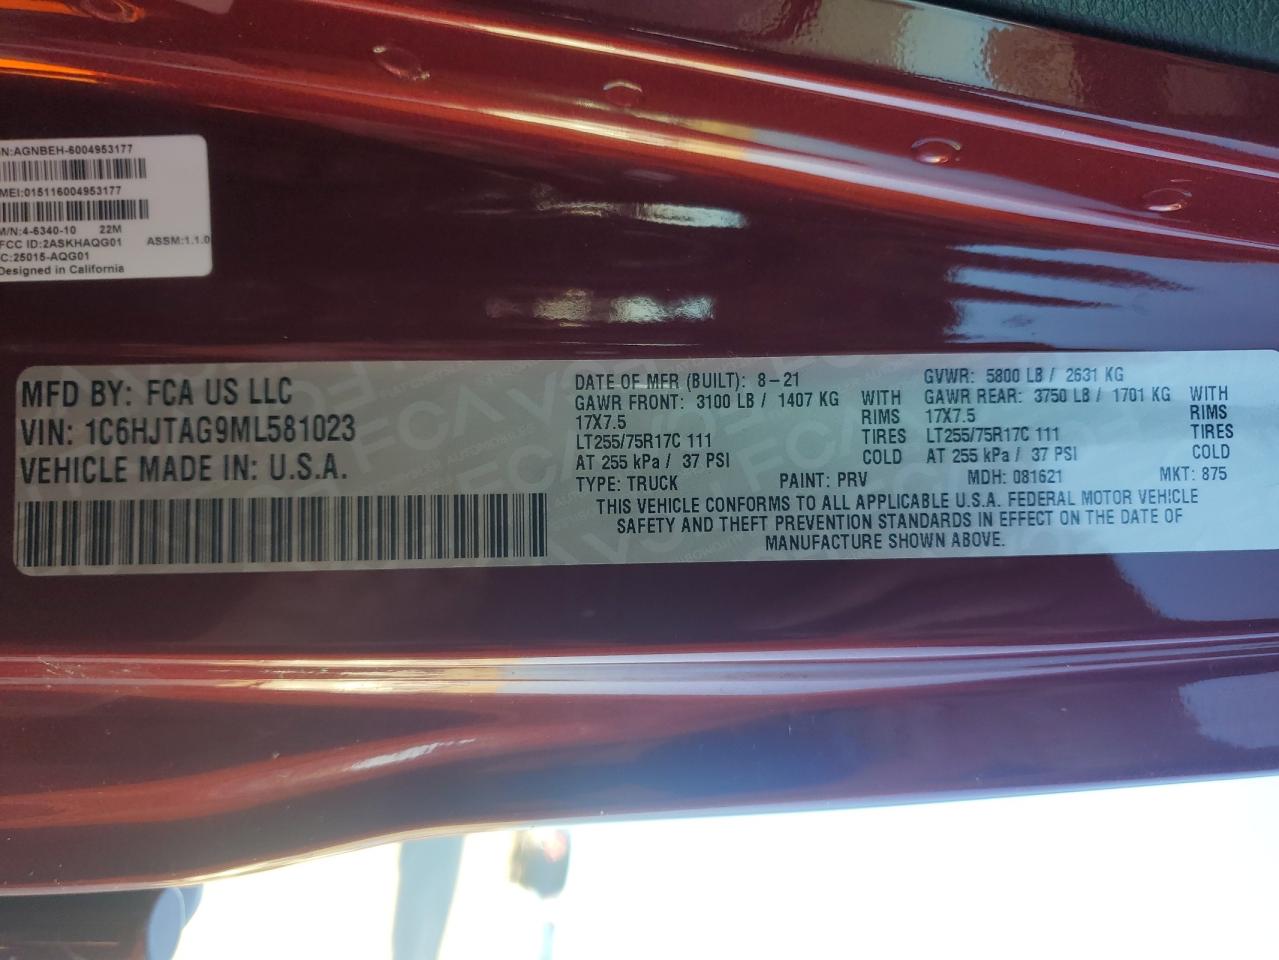 N:AGNBEH-6004953177
MEI:015116004953177
M/N:4-6340-10 22M
FCC ID:2ASKHAQG01 ASSM:1.1.0
C:25015-AQG01
Designed in California
MFD BY: FCA US LLC
VIN: 1C6HJTAG9ML581023
VEHICLE MADE IN: U.S.A.
DATE OF MFR (BUILT): 8-21 GVWR: 5800 LB / 2631 KG
GAWR FRONT: 3100 LB / 1407 KG WITH GAWR REAR: 3750 LB / 1701 KG WITH
17X7.5 RIMS 17X7.5 RIMS
LT255/75R17C 111 TIRES LT255/75R17C 111 TIRES
AT 255 kPa / 37 PSI COLD AT 255 kPa / 37 PSI COLD
TYPE: TRUCK PAINT: PRV MDH: 081621 MKT: 875
THIS VEHICLE CONFORMS TO ALL APPLICABLE U.S.A. FEDERAL MOTOR VEHICLE
SAFETY AND THEFT PREVENTION STANDARDS IN EFFECT ON THE DATE OF
MANUFACTURE SHOWN ABOVE.